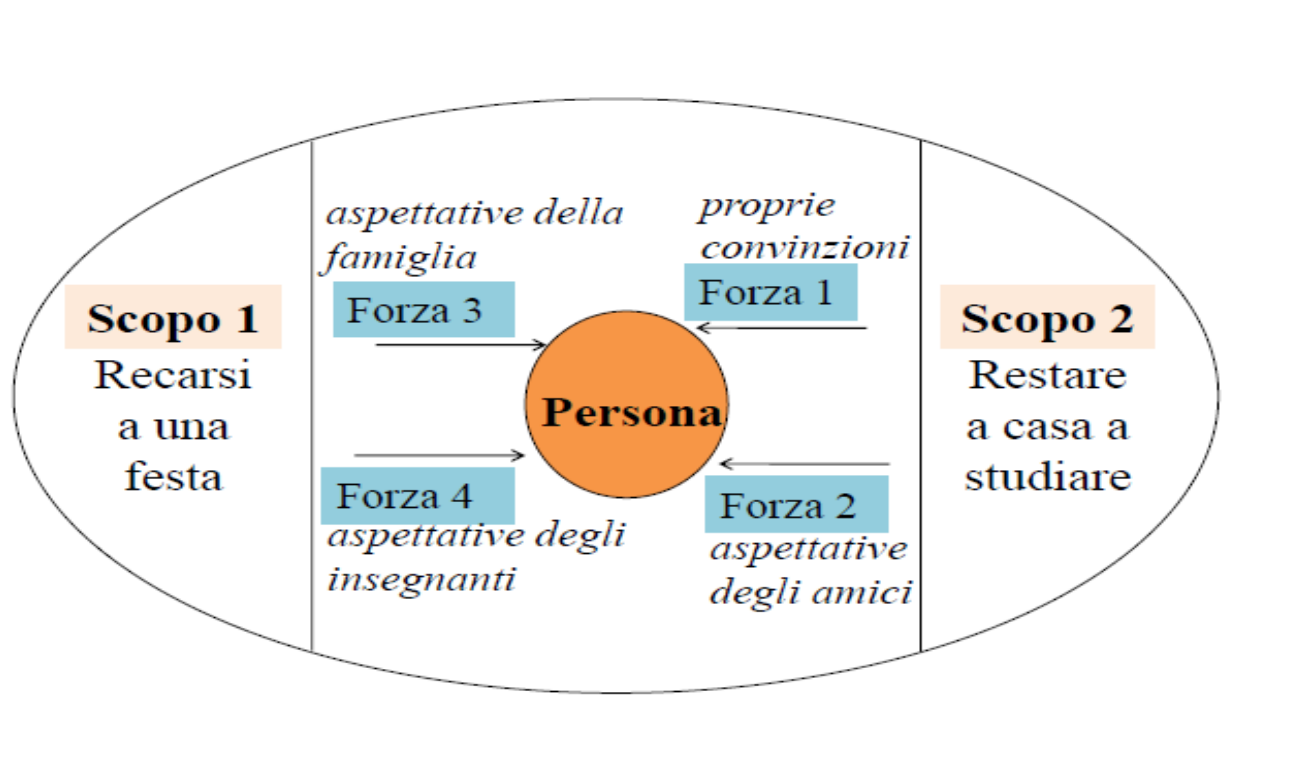 aspettative della
famiglia
Forza 3
proprie
convinzioni
Forza 1
Scopo 1
Recarsi
a una
festa
Persona
Scopo 2
Restare
a casa a
studiare
Forza 4
aspettative degli
insegnanti
Forza 2
aspettative
degli amici